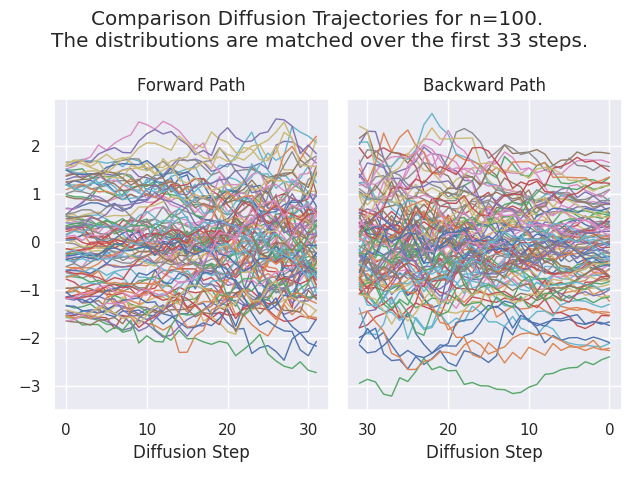 Comparison Diffusion Trajectories for n=100.
The distributions are matched over the first 33 steps.
Forward Path
Backward Path
2
1
0
−1
−2
−3
0 10 20 30
30 20 10 0
Diffusion Step
Diffusion Step